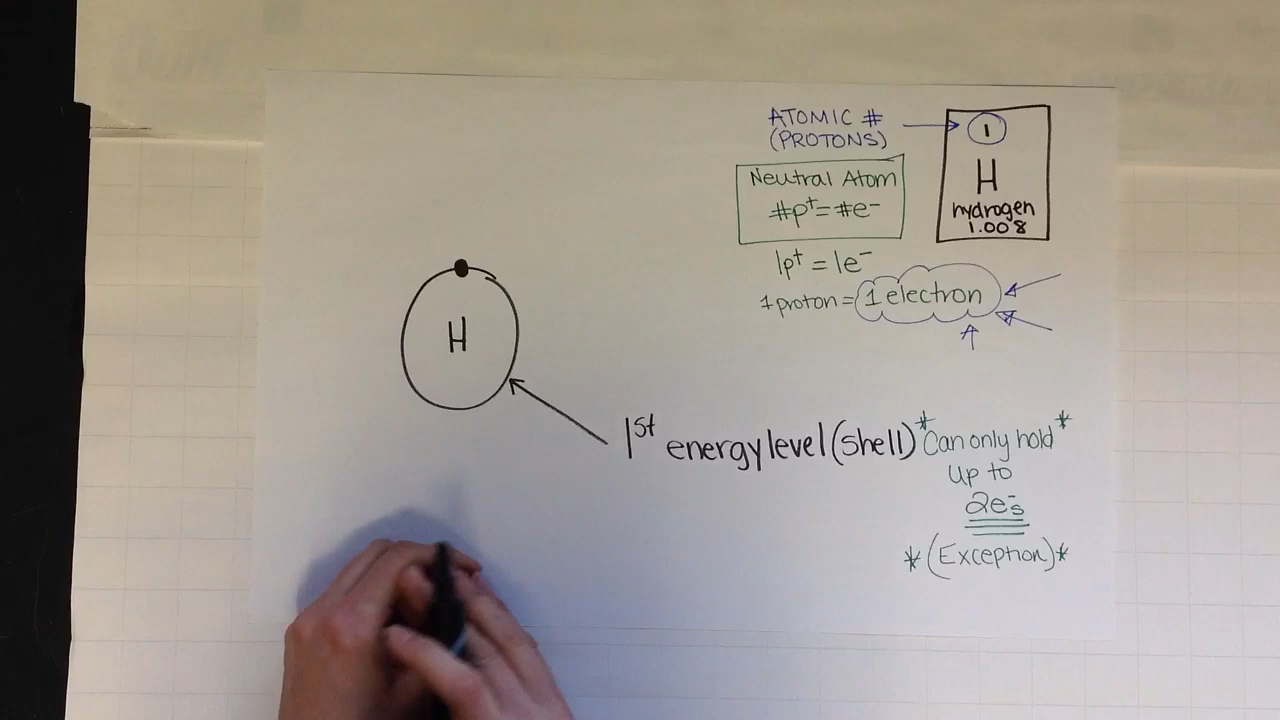 ATOMIC #
(PROTONS)
1
H
hydrogen
1.008
Neutral Atom
#p⁺=#e⁻
1p⁺=1e⁻
1 proton = 1 electron
H
1st energy level (shell)
*Can only hold*
up to
2e⁻s
*(Exception)*